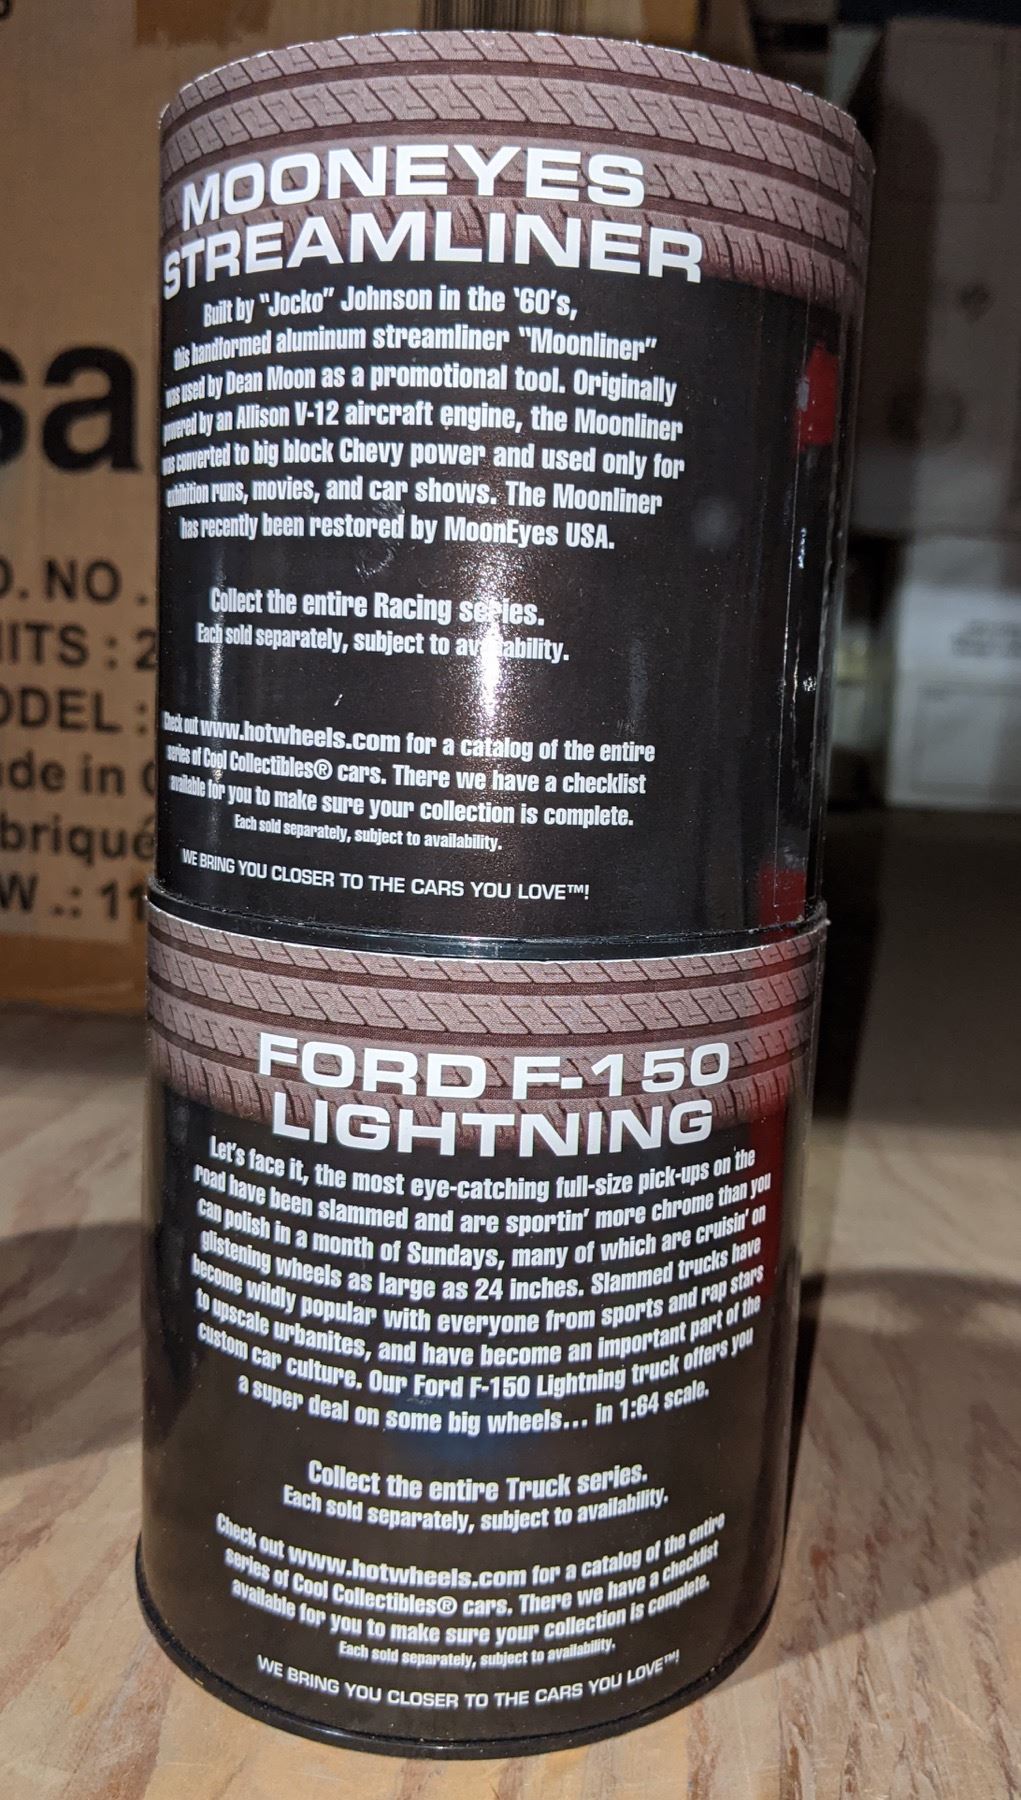 MOONEYES
STREAMLINER
Built by "Jocko" Johnson in the '60's,
this handformed aluminum streamliner "Moonliner"
was used by Dean Moon as a promotional tool. Originally
powered by an Allison V-12 aircraft engine, the Moonliner
was converted to big block Chevy power and used only for
exhibition runs, movies, and car shows. The Moonliner
has recently been restored by MoonEyes USA.
Collect the entire Racing series.
Each sold separately, subject to availability.
Check out www.hotwheels.com for a catalog of the entire
series of Cool Collectibles® cars. There we have a checklist
available for you to make sure your collection is complete.
Each sold separately, subject to availability.
WE BRING YOU CLOSER TO THE CARS YOU LOVE™!
FORD F-150
LIGHTNING
Let's face it, the most eye-catching full-size pick-ups on the
road have been slammed and are sportin' more chrome than you
can polish in a month of Sundays, many of which are cruisin' on
glistening wheels as large as 24 inches. Slammed trucks have
become wildly popular with everyone from sports and rap stars
to upscale urbanites, and have become an important part of the
custom car culture. Our Ford F-150 Lightning truck offers you
a super deal on some big wheels... in 1:64 scale.
Collect the entire Truck series.
Each sold separately, subject to availability.
Check out www.hotwheels.com for a catalog of the entire
series of Cool Collectibles® cars. There we have a checklist
available for you to make sure your collection is complete.
Each sold separately, subject to availability.
WE BRING YOU CLOSER TO THE CARS YOU LOVE™!
sa
. NO .
ITS : 2
ODEL :
de in
briqué
W .: 11